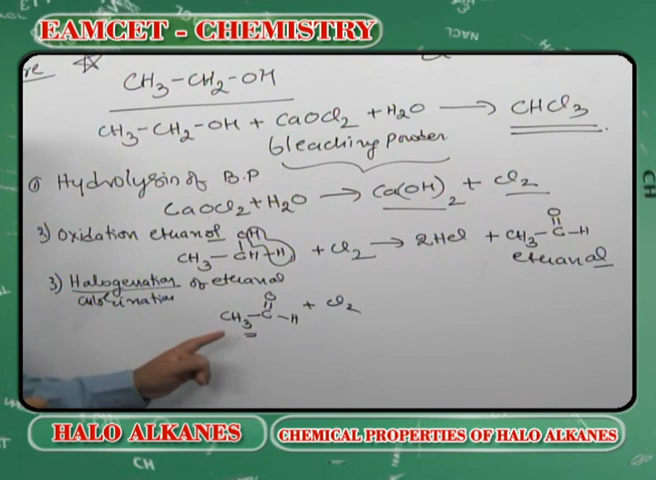 EAMCET - CHEMISTRY
CH3-CH2-OH
CH3-CH2-OH + CaOCl2 + H2O → CHCl3
bleaching powder
1) Hydrolysis of B.P
CaOCl2 + H2O → Ca(OH)2 + Cl2
3) Oxidation ethanol
CH3-CH + Cl2 → 2HCl + CH3-C-H
O
ethanal
3) Halogenation of ethanal
O
CH3-C-H + Cl2
HALO ALKANES
CHEMICAL PROPERTIES OF HALO ALKANES
CH